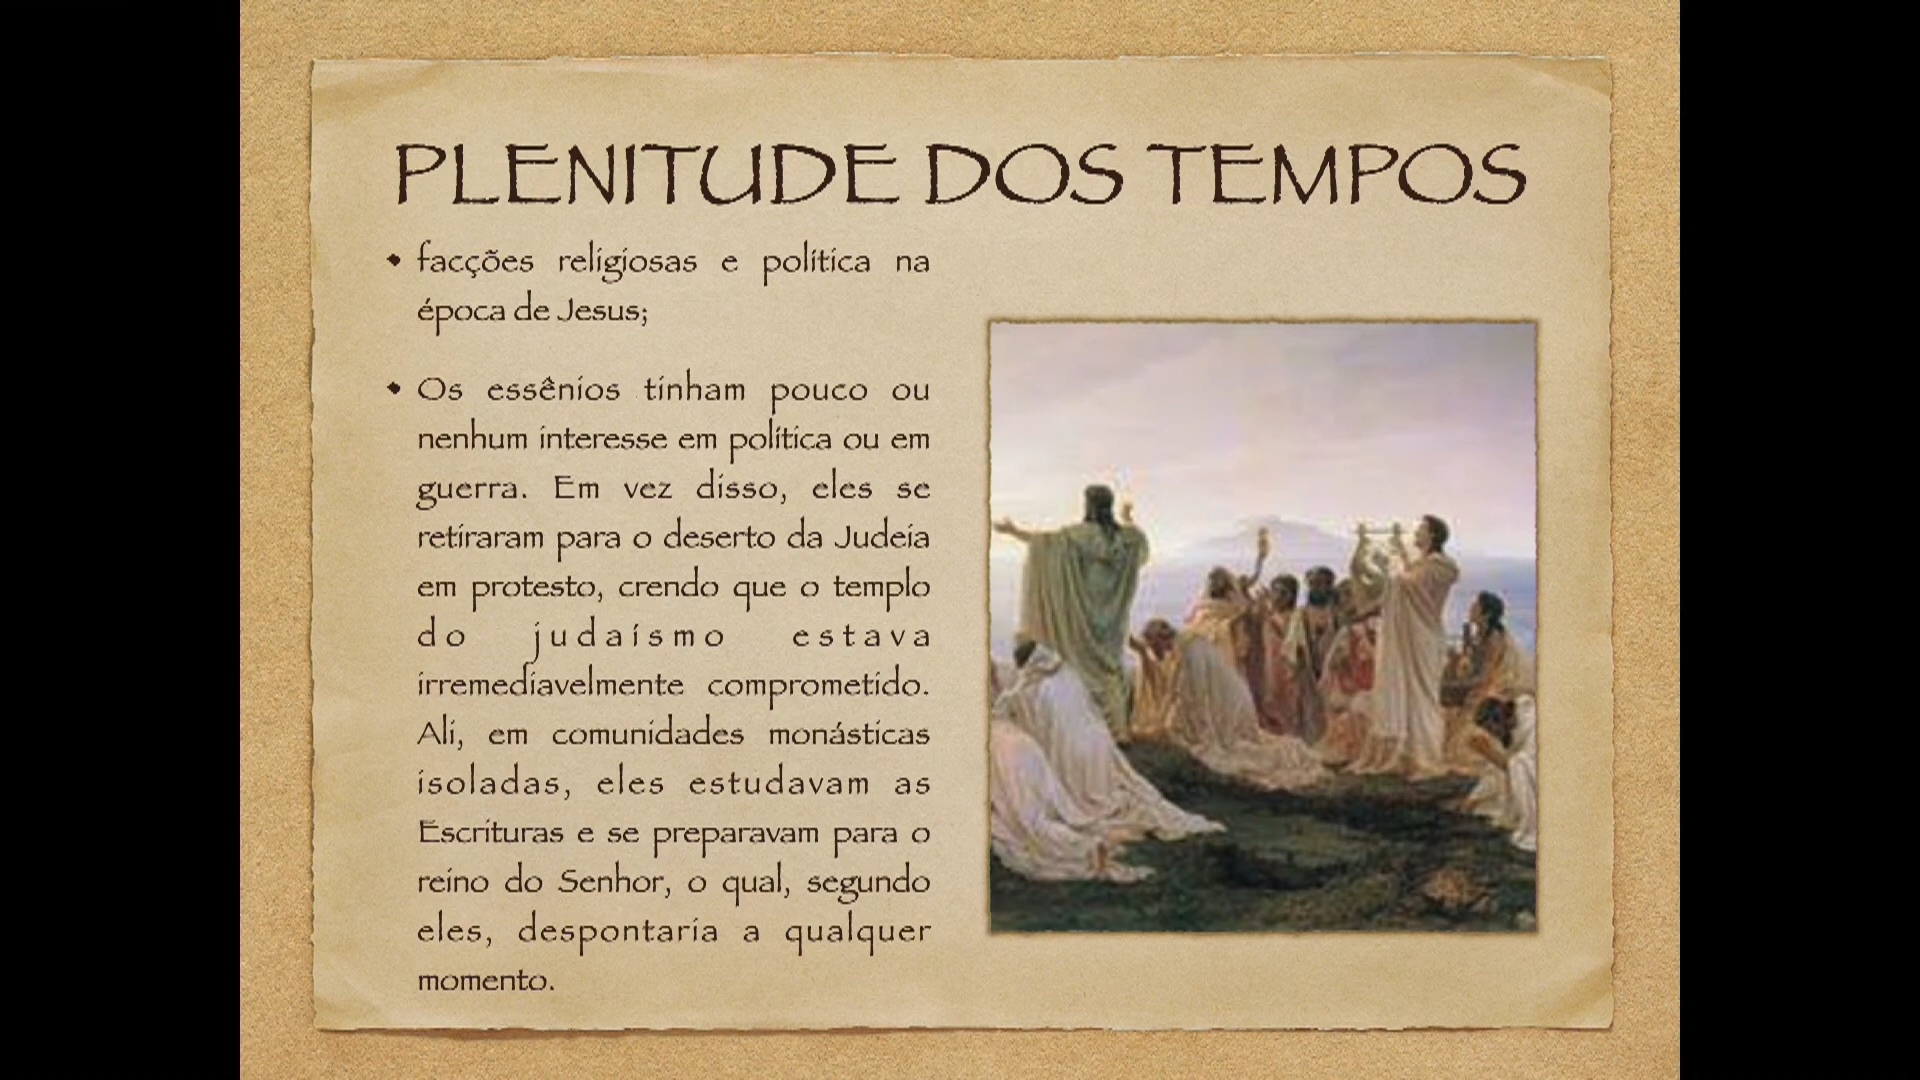 PLENITUDE DOS TEMPOS
• facções religiosas e política na
época de Jesus;
• Os essênios tinham pouco ou
nenhum interesse em política ou em
guerra. Em vez disso, eles se
retiraram para o deserto da Judeia
em protesto, crendo que o templo
do judaísmo estava
irremediavelmente comprometido.
Ali, em comunidades monásticas
isoladas, eles estudavam as
Escrituras e se preparavam para o
reino do Senhor, o qual, segundo
eles, despontaria a qualquer
momento.